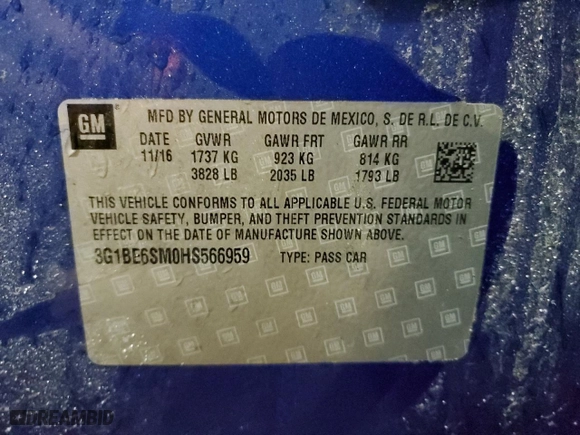 GM
MFD BY GENERAL MOTORS DE MEXICO, S. DE R.L. DE C.V.
DATE GVWR GAWR FRT GAWR RR
11/16 1737 KG 923 KG 814 KG
3828 LB 2035 LB 1793 LB
THIS VEHICLE CONFORMS TO ALL APPLICABLE U.S. FEDERAL MOTOR
VEHICLE SAFETY, BUMPER, AND THEFT PREVENTION STANDARDS IN
EFFECT ON THE DATE OF MANUFACTURE SHOWN ABOVE.
3G1BE6SM0HS566959 TYPE: PASS CAR
DREAMBID